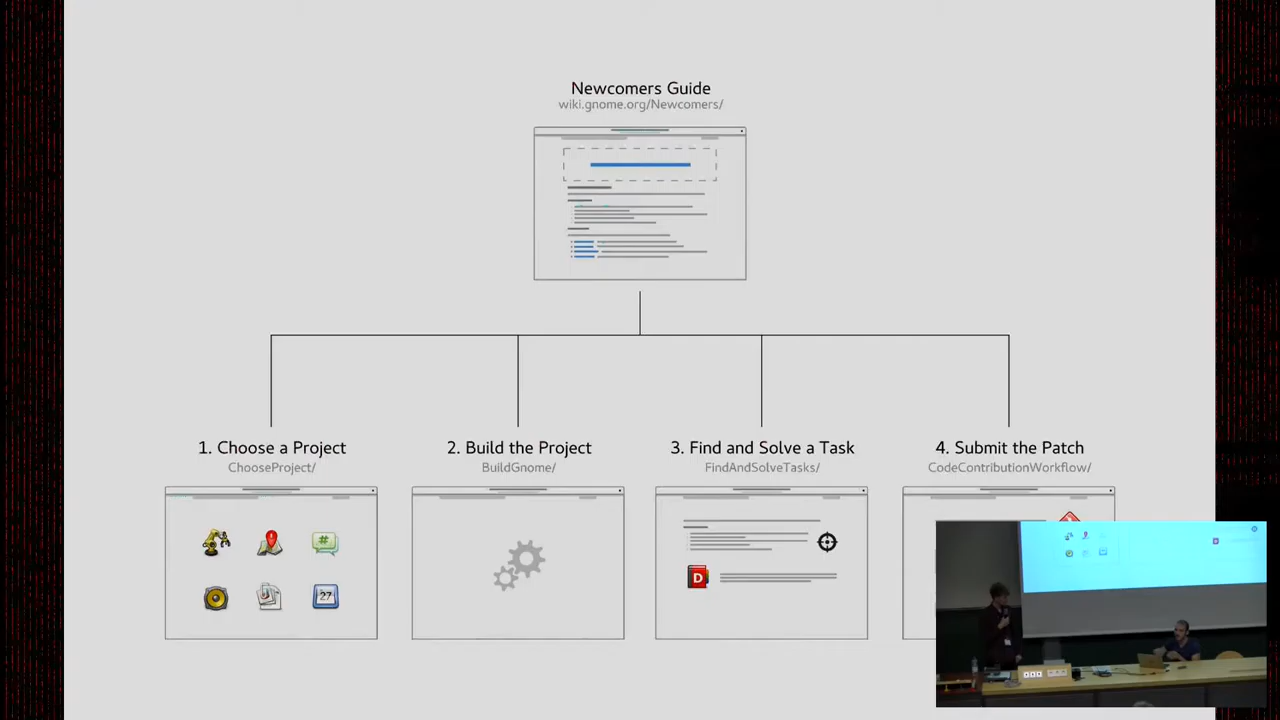 Newcomers Guide
wiki.gnome.org/Newcomers/
1. Choose a Project
ChooseProject/
2. Build the Project
BuildGnome/
3. Find and Solve a Task
FindAndSolveTasks/
4. Submit the Patch
CodeContributionWorkflow/
#
27
D